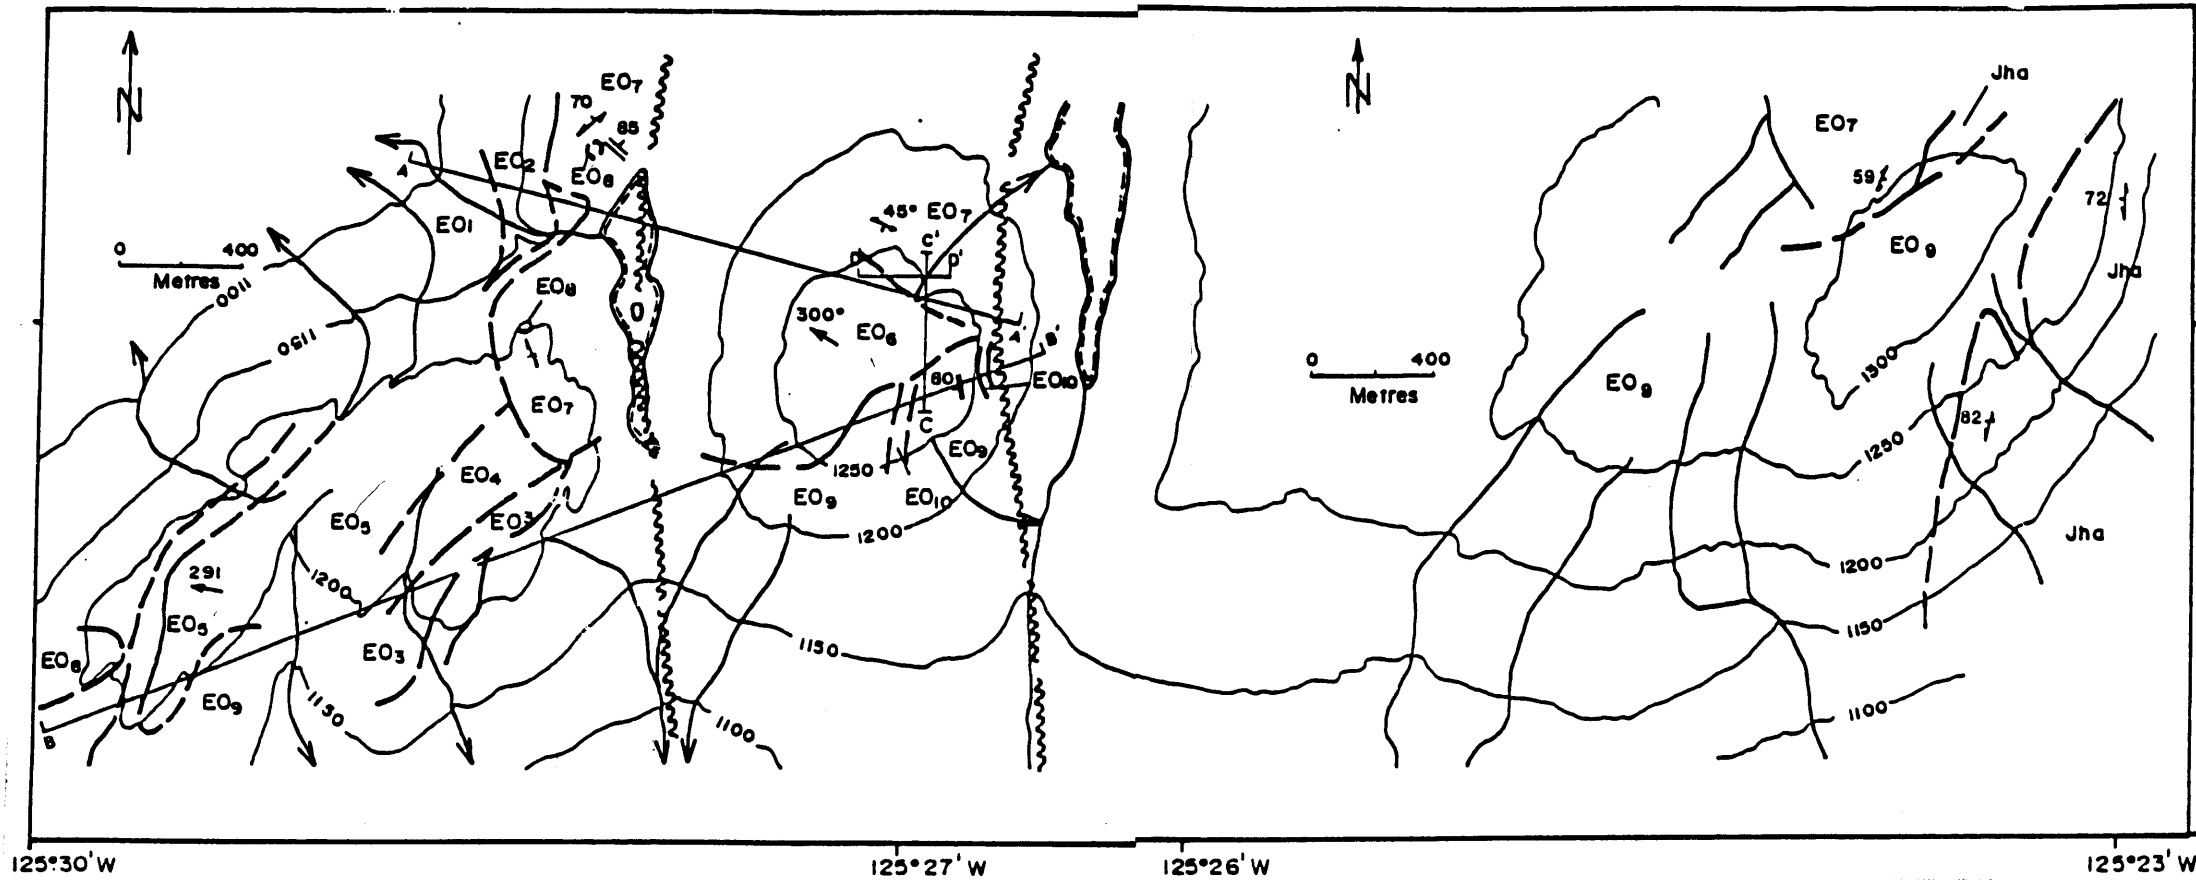 N
N
EO7
Jha
70
EO7
85
EO2
A
EO8
59
72
EO1
45°
EO7
EO9
C'
0 400
Metres
D
D'
Jha
EO8
1100
300°
EO6
A'
B'
1150
0 400
Metres
1300
80
EO10
EO9
EO7
C
82
1250
EO9
1250
EO4
EO9
EO10
EO5
EO3
1200
Jha
291
1200
1200
EO5
1150
EO3
1150
EO6
EO9
1150
1100
1100
B
125°30'W
125°27'W
125°26'W
125°23'W